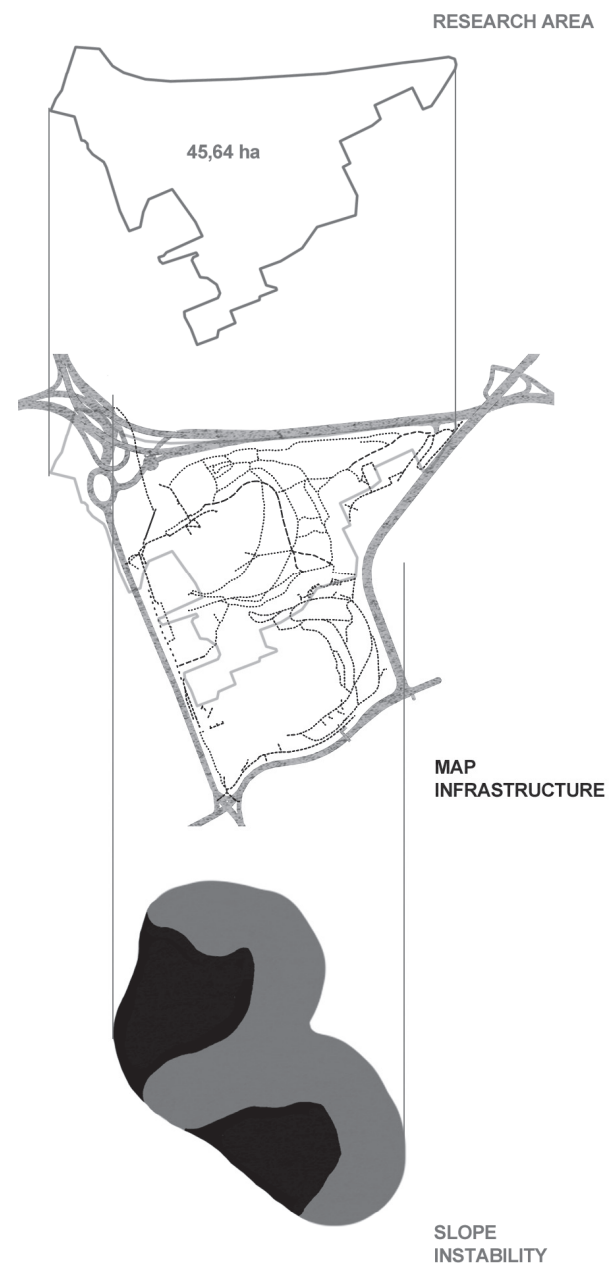 RESEARCH AREA
45,64 ha
MAP
INFRASTRUCTURE
SLOPE
INSTABILITY